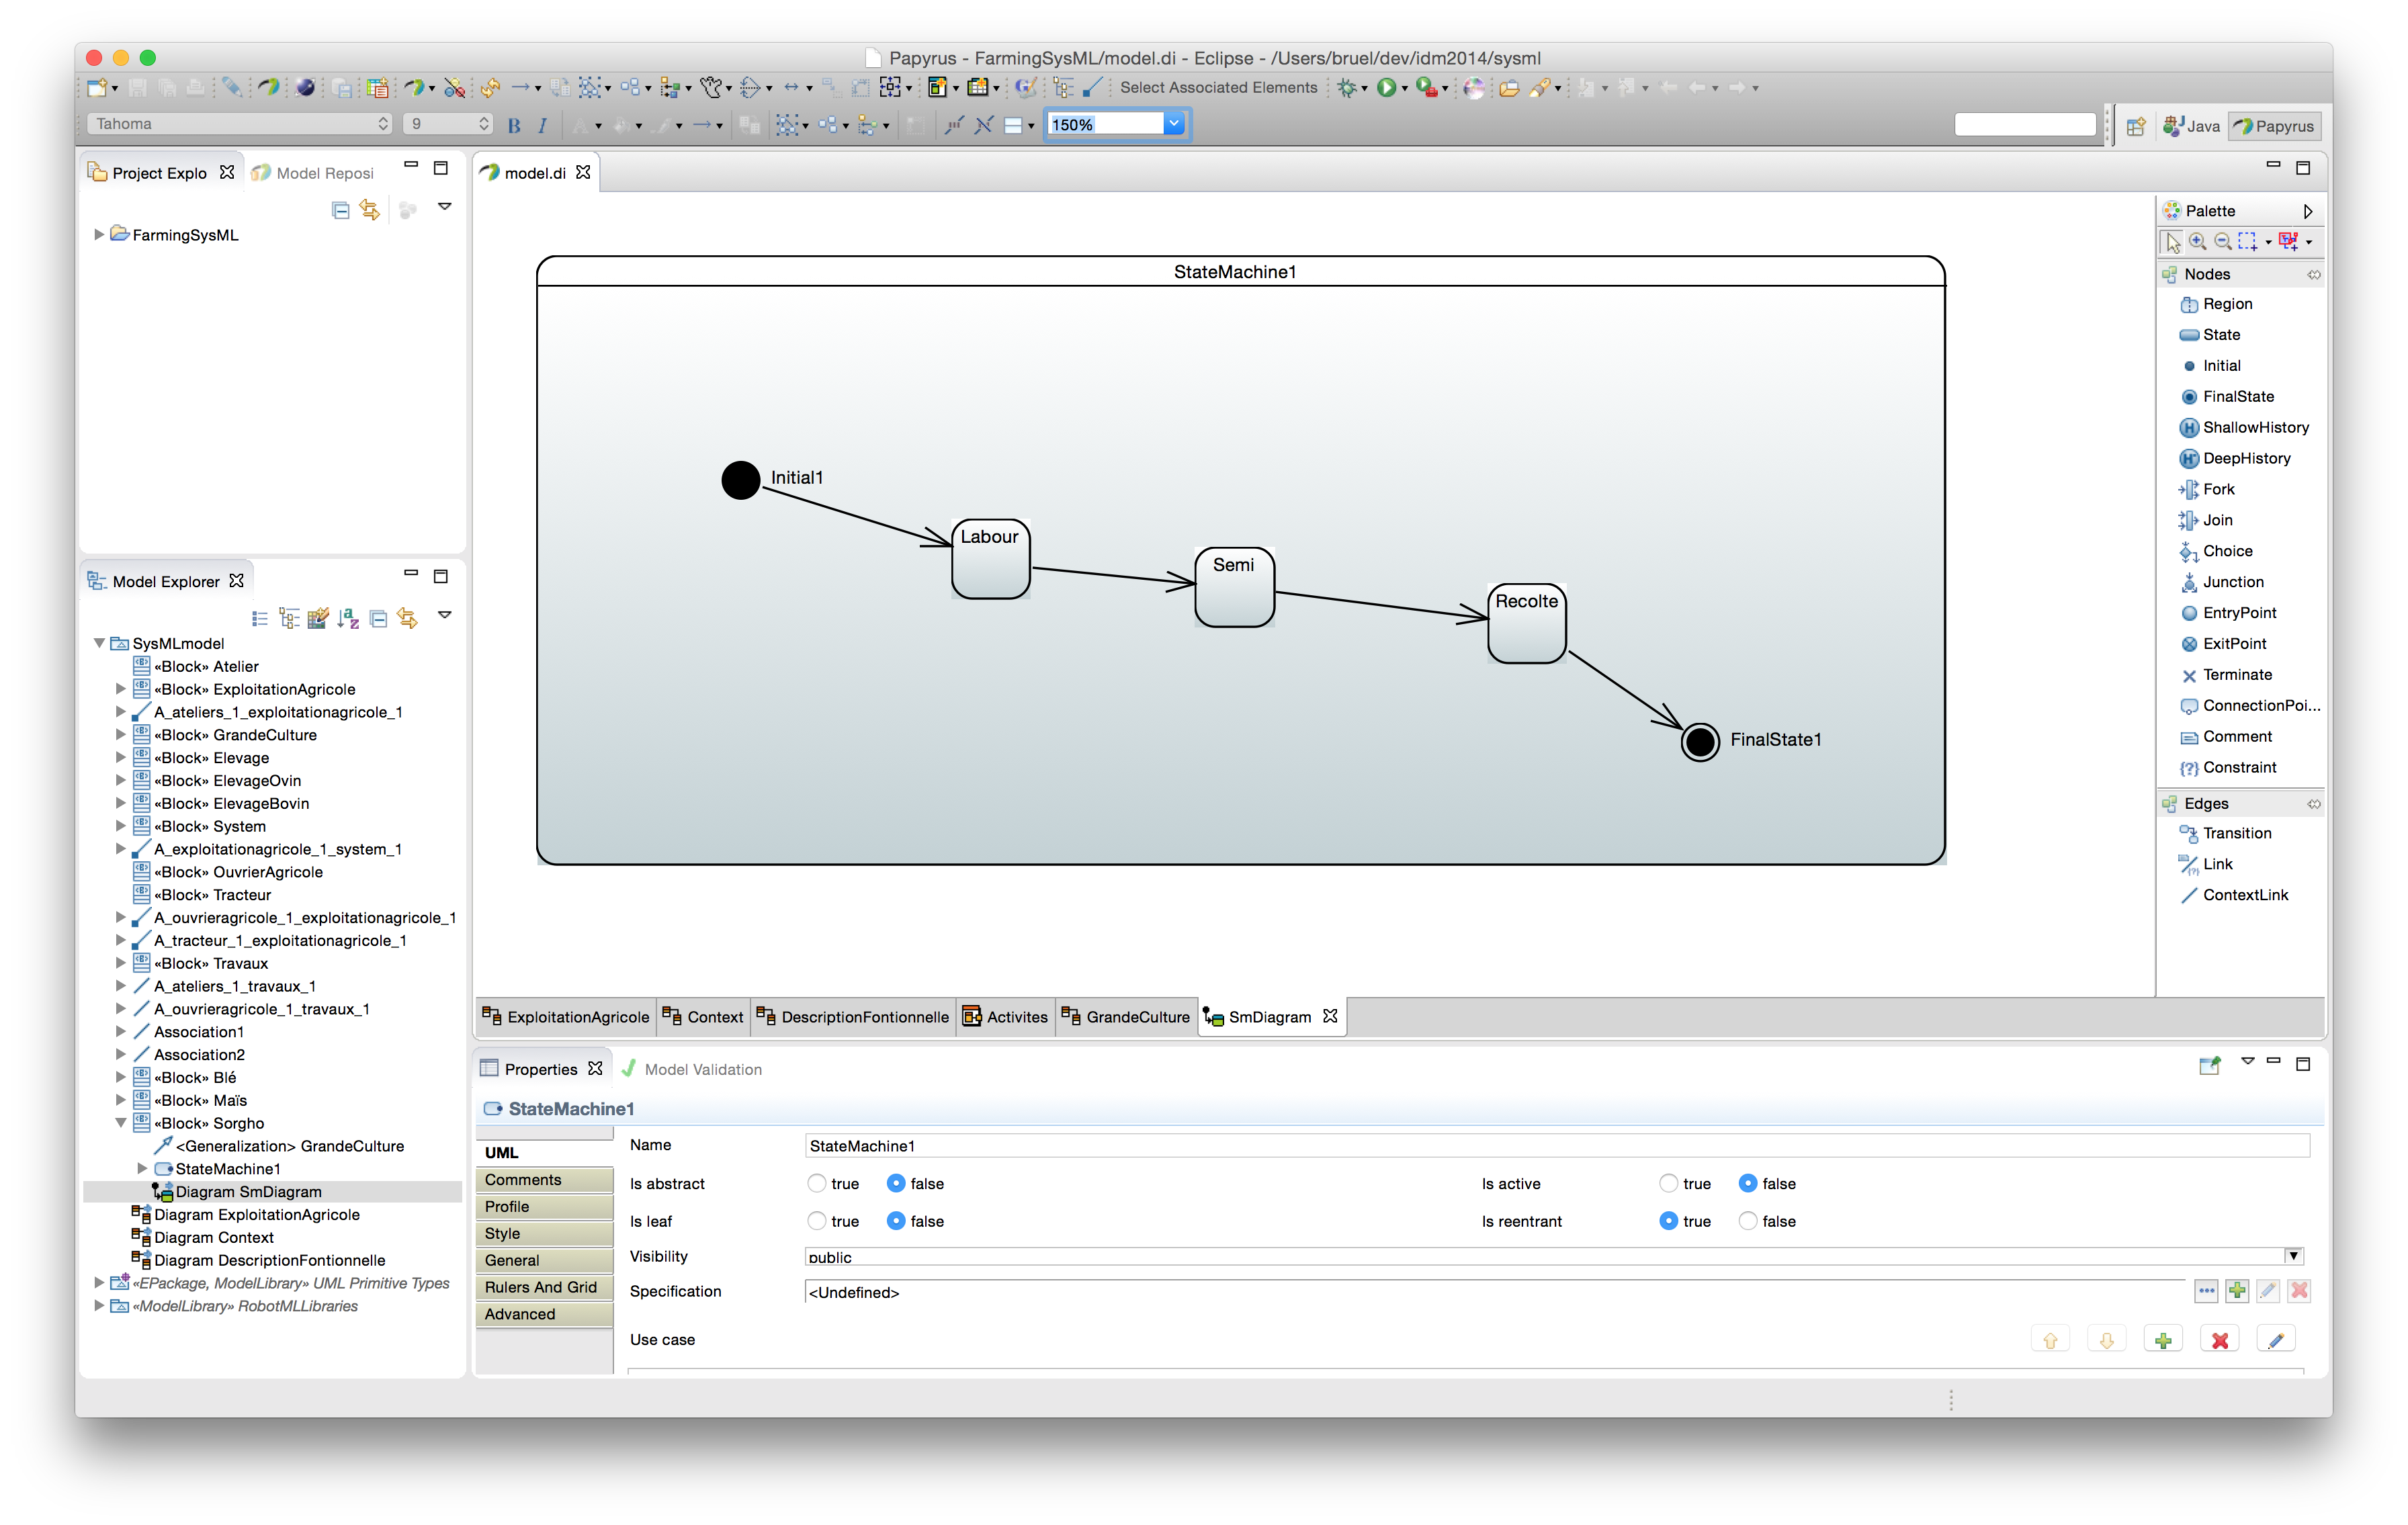 Papyrus - FarmingSysML/model.di - Eclipse - /Users/bruel/dev/idm2014/sysml
Select Associated Elements
Tahoma 9 B I 150% Java Papyrus
Project Explo Model Reposi
FarmingSysML
model.di
StateMachine1
Initial1
Labour
Semi
Recolte
FinalState1
Palette
Nodes
Region
State
Initial
FinalState
ShallowHistory
DeepHistory
Fork
Join
Choice
Junction
EntryPoint
ExitPoint
Terminate
ConnectionPoi...
Comment
Constraint
Edges
Transition
Link
ContextLink
Model Explorer
SysMLmodel
«Block» Atelier
«Block» ExploitationAgricole
A_ateliers_1_exploitationagricole_1
«Block» GrandeCulture
«Block» Elevage
«Block» ElevageOvin
«Block» ElevageBovin
«Block» System
A_exploitationagricole_1_system_1
«Block» OuvrierAgricole
«Block» Tracteur
A_ouvrieragricole_1_exploitationagricole_1
A_tracteur_1_exploitationagricole_1
«Block» Travaux
A_ateliers_1_travaux_1
A_ouvrieragricole_1_travaux_1
Association1
Association2
«Block» Blé
«Block» Maïs
«Block» Sorgho
<Generalization> GrandeCulture
StateMachine1
Diagram SmDiagram
Diagram ExploitationAgricole
Diagram Context
Diagram DescriptionFontionnelle
«EPackage, ModelLibrary» UML Primitive Types
«ModelLibrary» RobotMLLibraries
ExploitationAgricole Context DescriptionFontionnelle Activites GrandeCulture SmDiagram
Properties Model Validation
StateMachine1
UML
Comments
Profile
Style
General
Rulers And Grid
Advanced
Name StateMachine1
Is abstract true false Is active true false
Is leaf true false Is reentrant true false
Visibility public
Specification <Undefined>
Use case